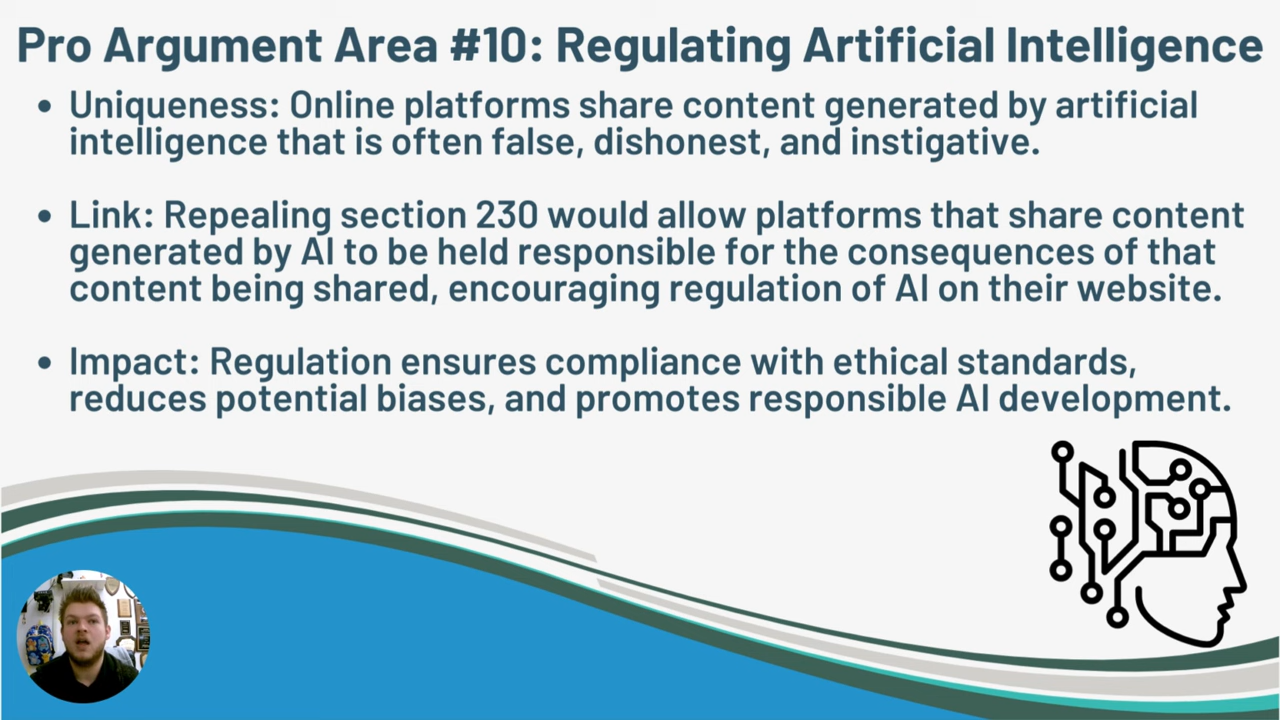 Pro Argument Area #10: Regulating Artificial Intelligence
• Uniqueness: Online platforms share content generated by artificial
intelligence that is often false, dishonest, and instigative.
• Link: Repealing section 230 would allow platforms that share content
generated by AI to be held responsible for the consequences of that
content being shared, encouraging regulation of AI on their website.
• Impact: Regulation ensures compliance with ethical standards,
reduces potential biases, and promotes responsible AI development.